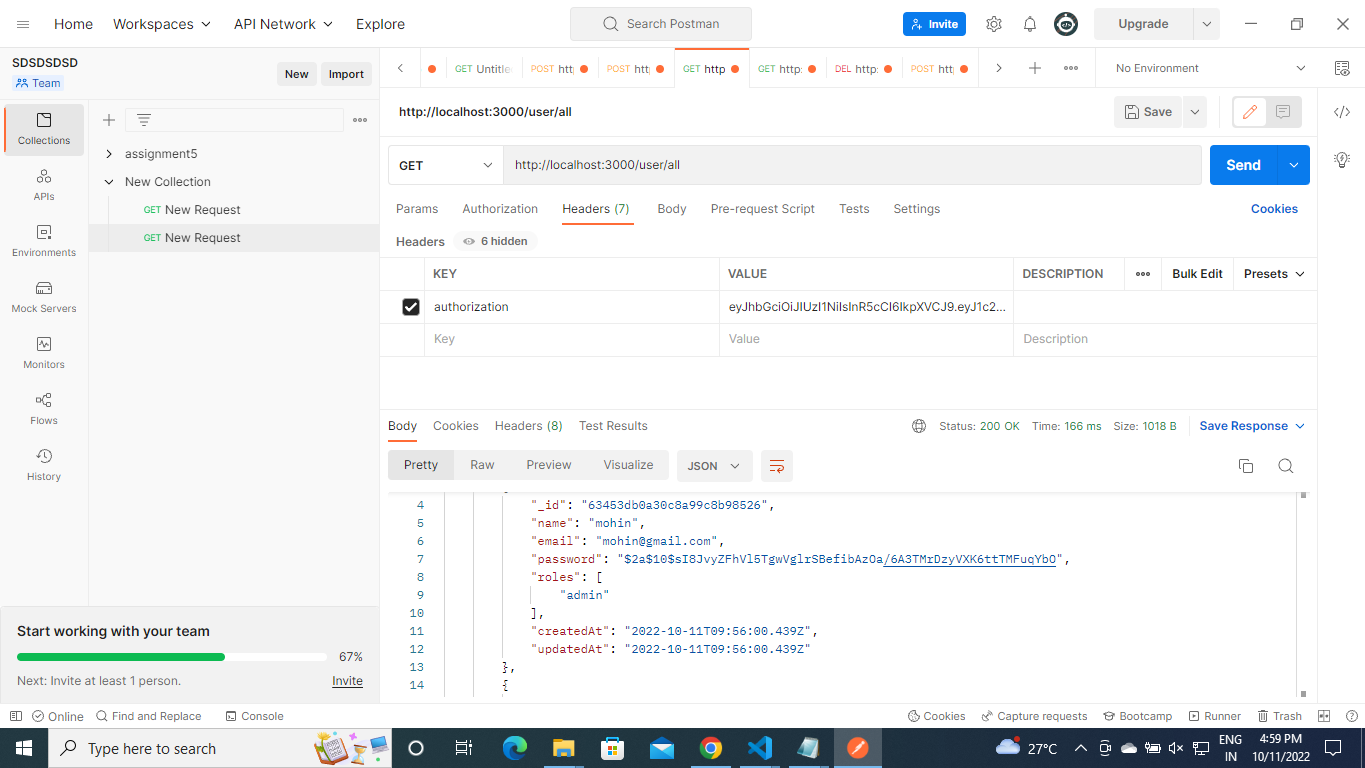 Home Workspaces API Network Explore Search Postman Invite Upgrade
SDSDSDSD
Team
New Import
GET Untitle POST htt POST htt GET http GET http DEL http POST htt No Environment
http://localhost:3000/user/all Save
Collections
APIs
Environments
Mock Servers
Monitors
Flows
History
assignment5
New Collection
GET New Request
GET New Request
GET http://localhost:3000/user/all Send
Params Authorization Headers (7) Body Pre-request Script Tests Settings Cookies
Headers 6 hidden
KEY VALUE DESCRIPTION Bulk Edit Presets
authorization eyJhbGciOiJIUzI1NiIsInR5cCI6IkpXVCJ9.eyJ1c2...
Key Value Description
Body Cookies Headers (8) Test Results Status: 200 OK Time: 166 ms Size: 1018 B Save Response
Pretty Raw Preview Visualize JSON
4 "_id": "63453db0a30c8a99c8b98526",
5 "name": "mohin",
6 "email": "mohin@gmail.com",
7 "password": "$2a$10$sI8JvyZFhVl5TgwVglrSBefibAzOa/6A3TMrDzyVXK6ttTMFuqYbO",
8 "roles": [
9 "admin"
10 ],
11 "createdAt": "2022-10-11T09:56:00.439Z",
12 "updatedAt": "2022-10-11T09:56:00.439Z"
13 },
14 {
Start working with your team
67%
Next: Invite at least 1 person. Invite
Online Find and Replace Console Cookies Capture requests Bootcamp Runner Trash
Type here to search 27°C ENG 4:59 PM
IN 10/11/2022